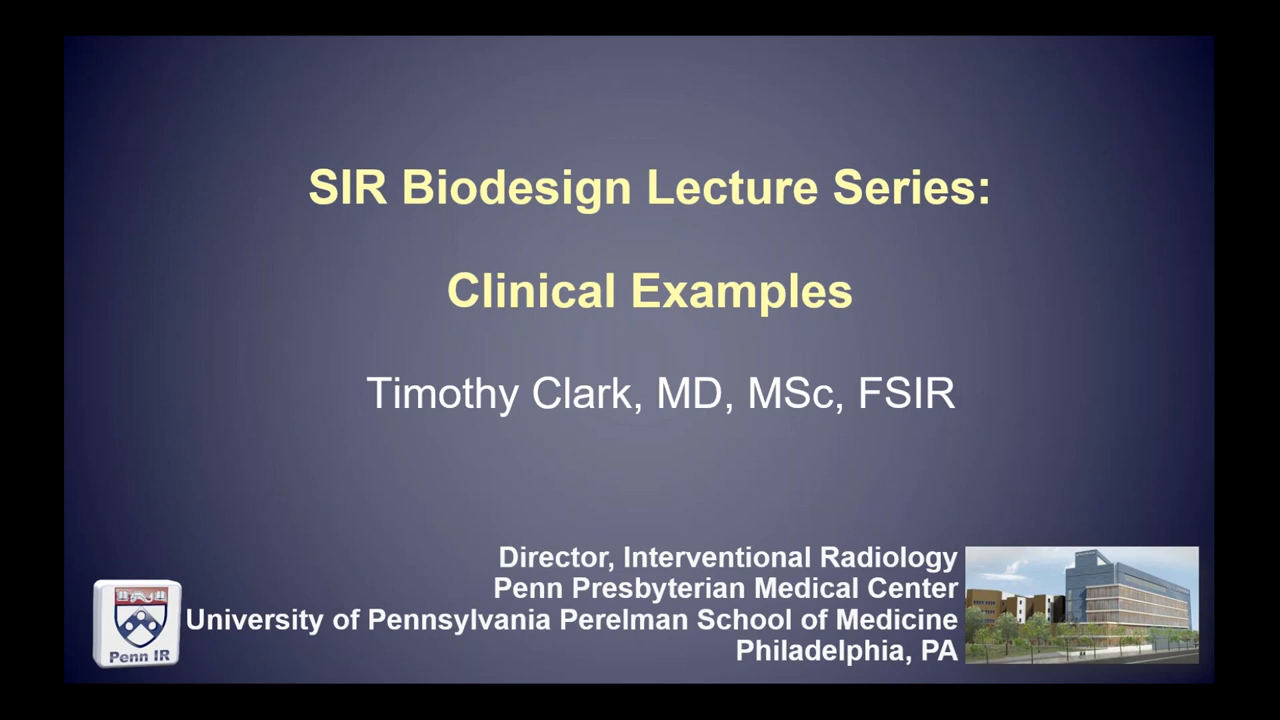 SIR Biodesign Lecture Series:
Clinical Examples
Timothy Clark, MD, MSc, FSIR
Director, Interventional Radiology
Penn Presbyterian Medical Center
University of Pennsylvania Perelman School of Medicine
Philadelphia, PA
Penn IR